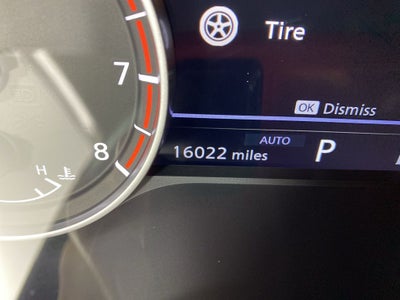 Tire
7
OK Dismiss
AUTO
8
16022 miles
P
H